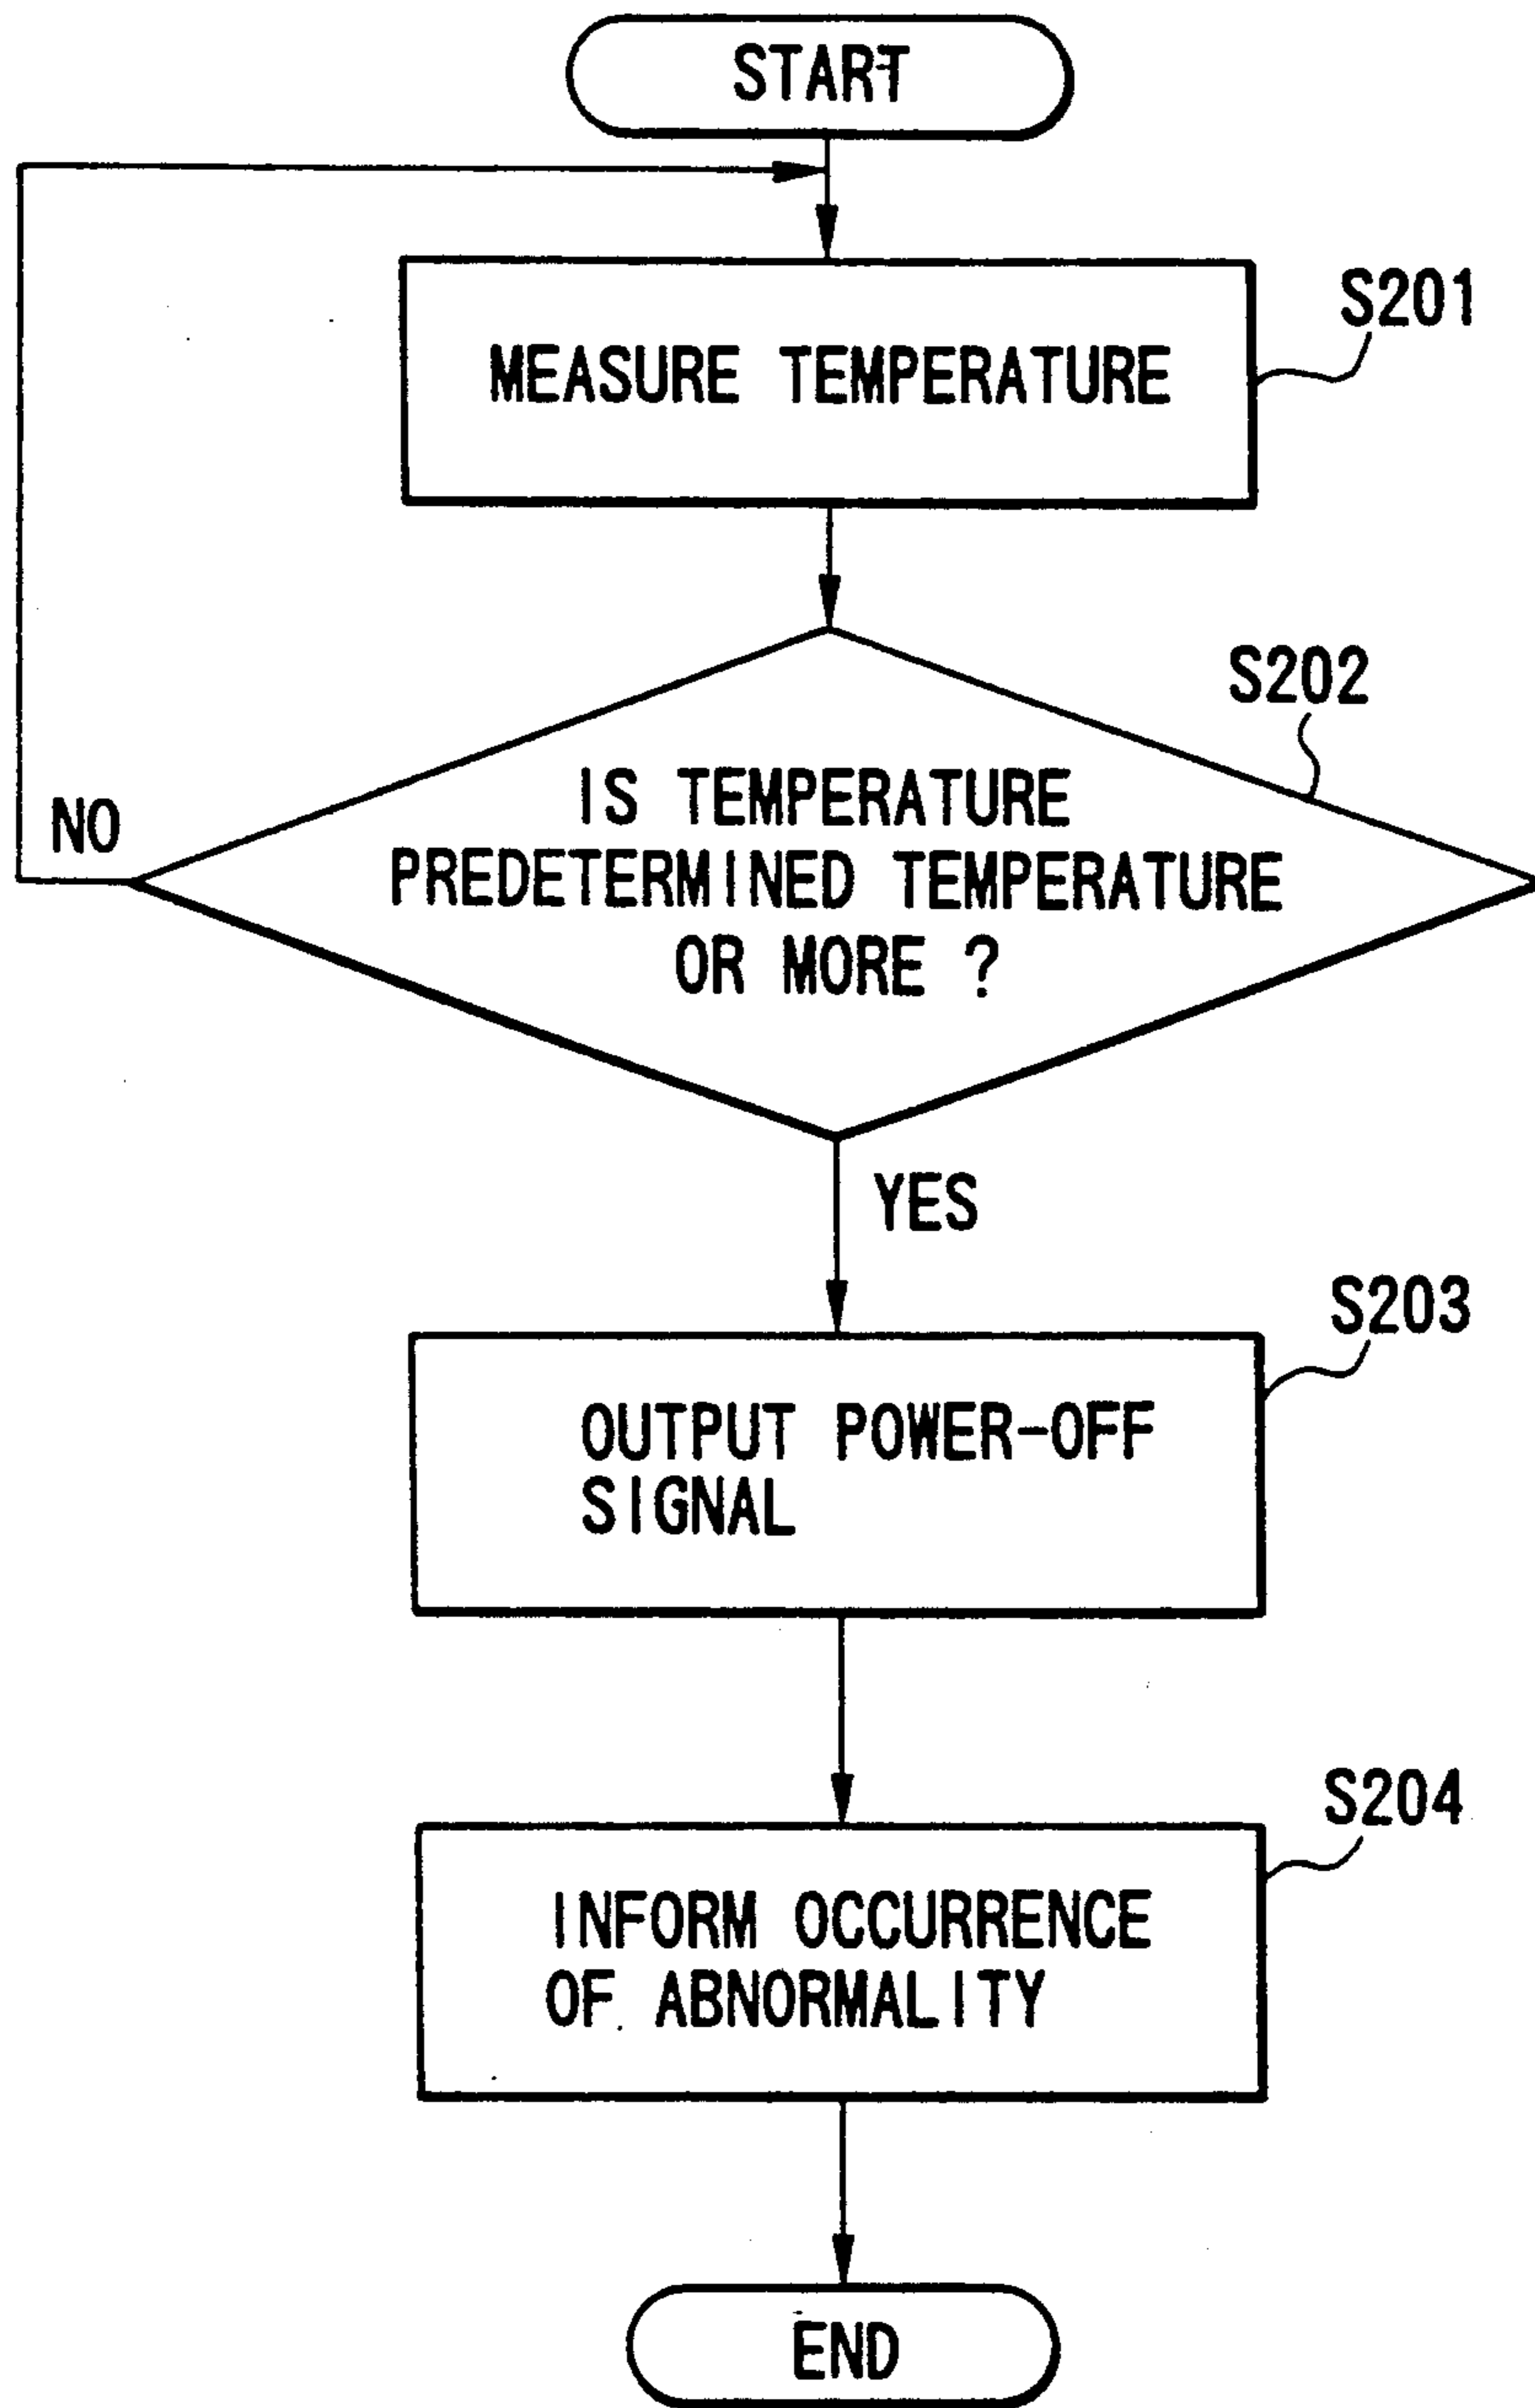 START
MEASURE TEMPERATURE
S201
S202
IS TEMPERATURE
PREDETERMINED TEMPERATURE
OR MORE ?
NO
YES
S203
OUTPUT POWER-OFF
SIGNAL
S204
INFORM OCCURRENCE
OF ABNORMALITY
END